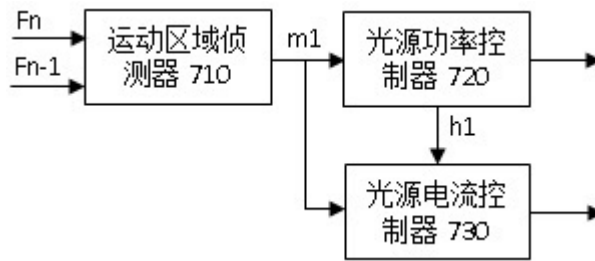 Fn
Fn-1
运动区域侦
测器 710
m1
光源功率控
制器 720
h1
光源电流控
制器 730